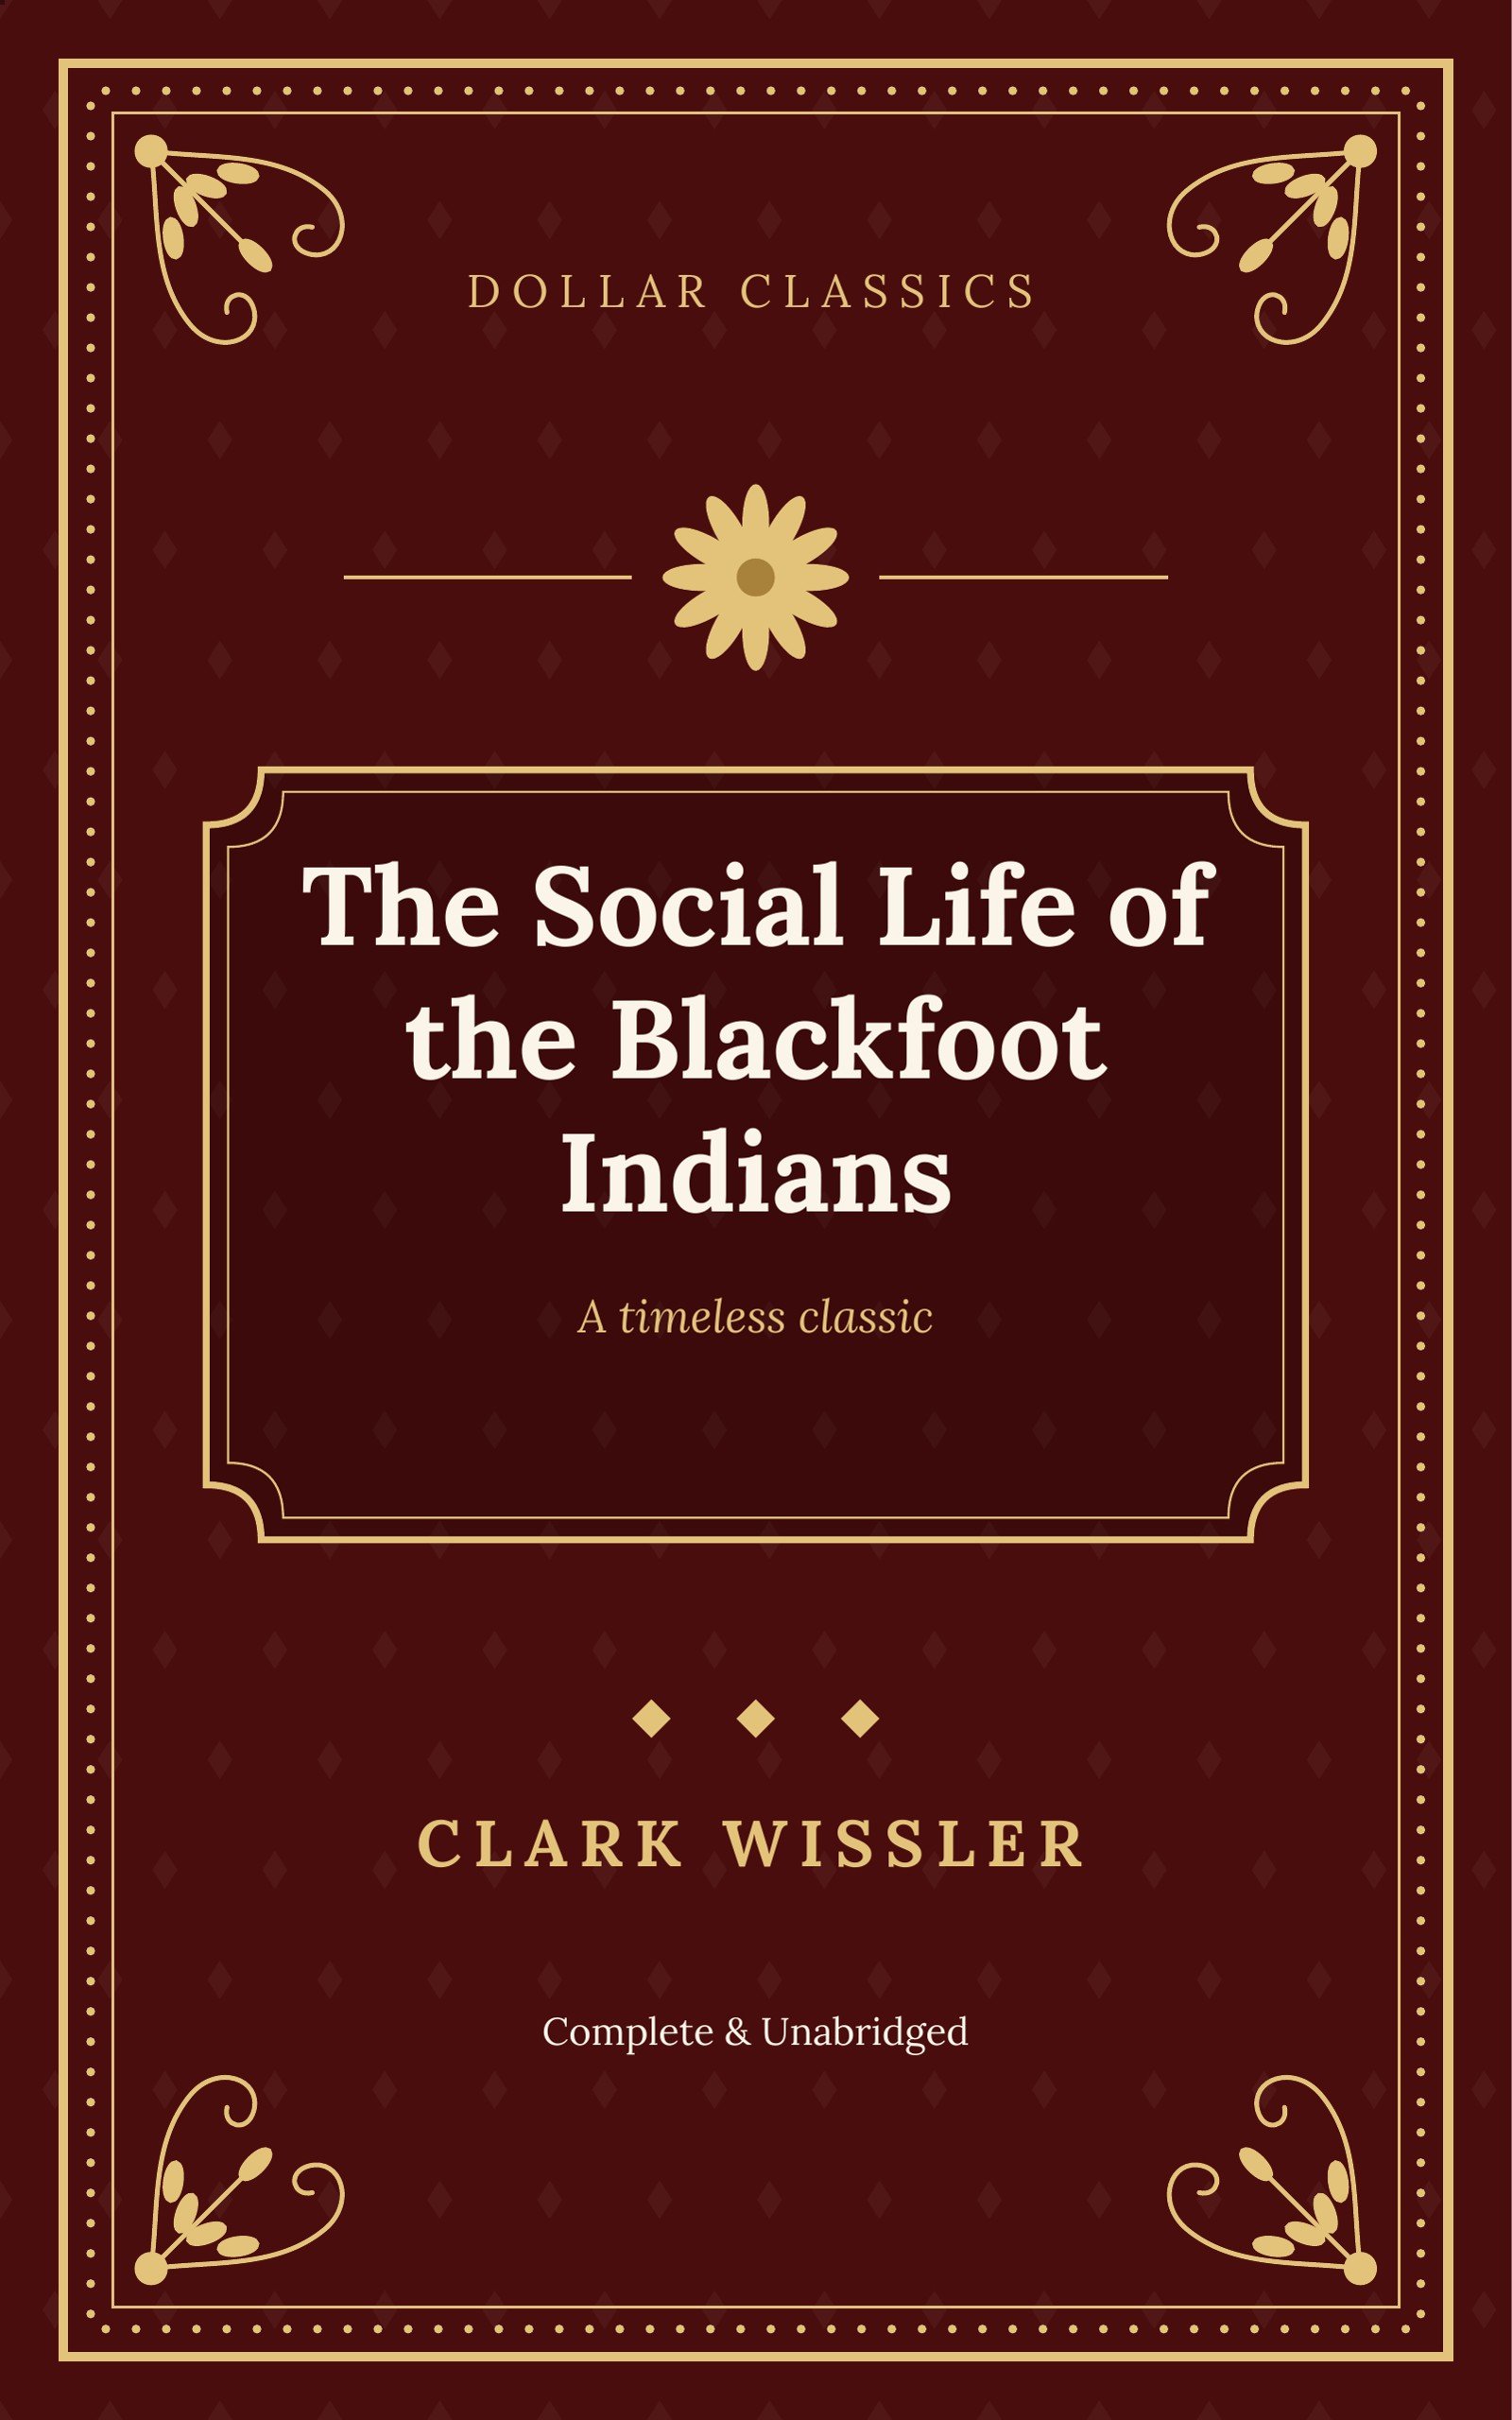 DOLLAR CLASSICS
The Social Life of
the Blackfoot
Indians
A timeless classic
CLARK WISSLER
Complete & Unabridged